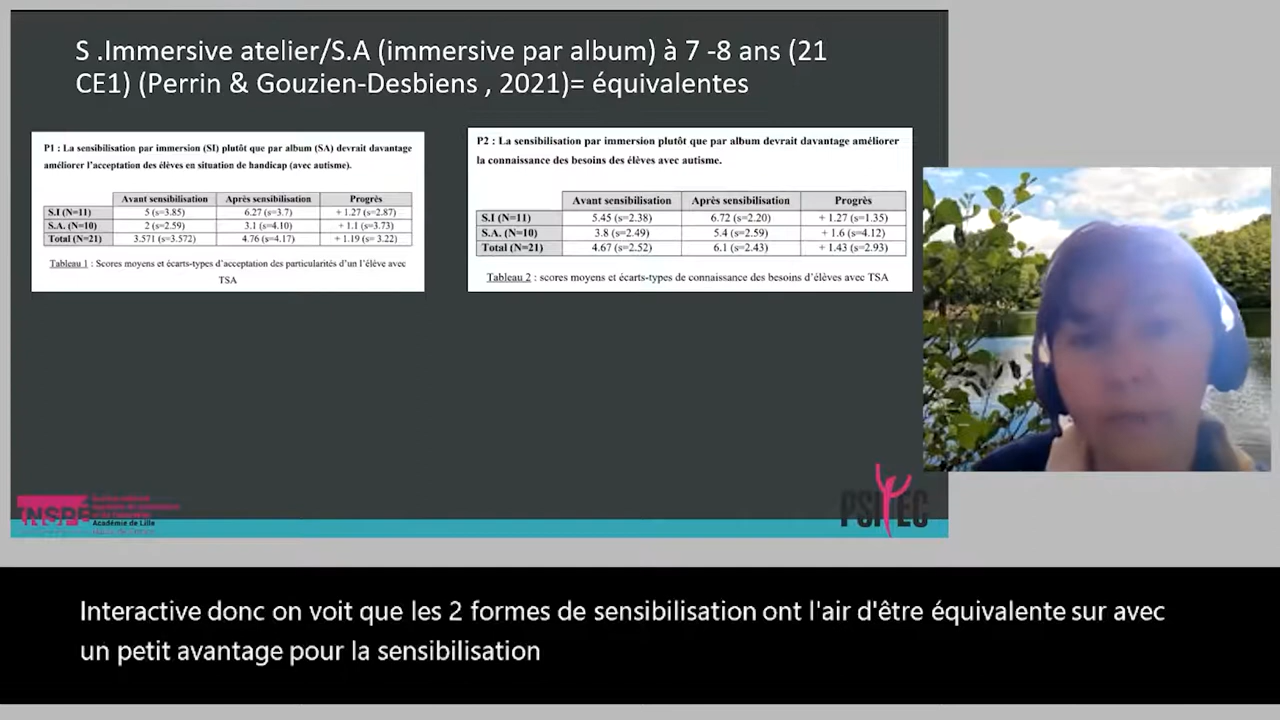 S .Immersive atelier/S.A (immersive par album) à 7 -8 ans (21
CE1) (Perrin & Gouzien-Desbiens , 2021)= équivalentes
P1 : La sensibilisation par immersion (SI) plutôt que par album (SA) devrait davantage
améliorer l'acceptation des élèves en situation de handicap (avec autisme).
Avant sensibilisation Après sensibilisation Progrès
S.I (N=11) 5 (s=3.85) 6.27 (s=3.7) + 1.27 (s=2.87)
S.A. (N=10) 2 (s=2.59) 3.1 (s=4.10) + 1.1 (s=3.73)
Total (N=21) 3.571 (s=3.572) 4.76 (s=4.17) + 1.19 (s= 3.22)
Tableau 1 : Scores moyens et écarts-types d'acceptation des particularités d'un l'élève avec
TSA
P2 : La sensibilisation par immersion plutôt que par album devrait davantage améliorer
la connaissance des besoins des élèves avec autisme.
Avant sensibilisation Après sensibilisation Progrès
S.I (N=11) 5.45 (s=2.38) 6.72 (s=2.20) + 1.27 (s=1.35)
S.A. (N=10) 3.8 (s=2.49) 5.4 (s=2.59) + 1.6 (s=4.12)
Total (N=21) 4.67 (s=2.52) 6.1 (s=2.43) + 1.43 (s=2.93)
Tableau 2 : scores moyens et écarts-types de connaissance des besoins d'élèves avec TSA
INSPÉ
Académie de Lille
PSITEC
Interactive donc on voit que les 2 formes de sensibilisation ont l'air d'être équivalente sur avec
un petit avantage pour la sensibilisation